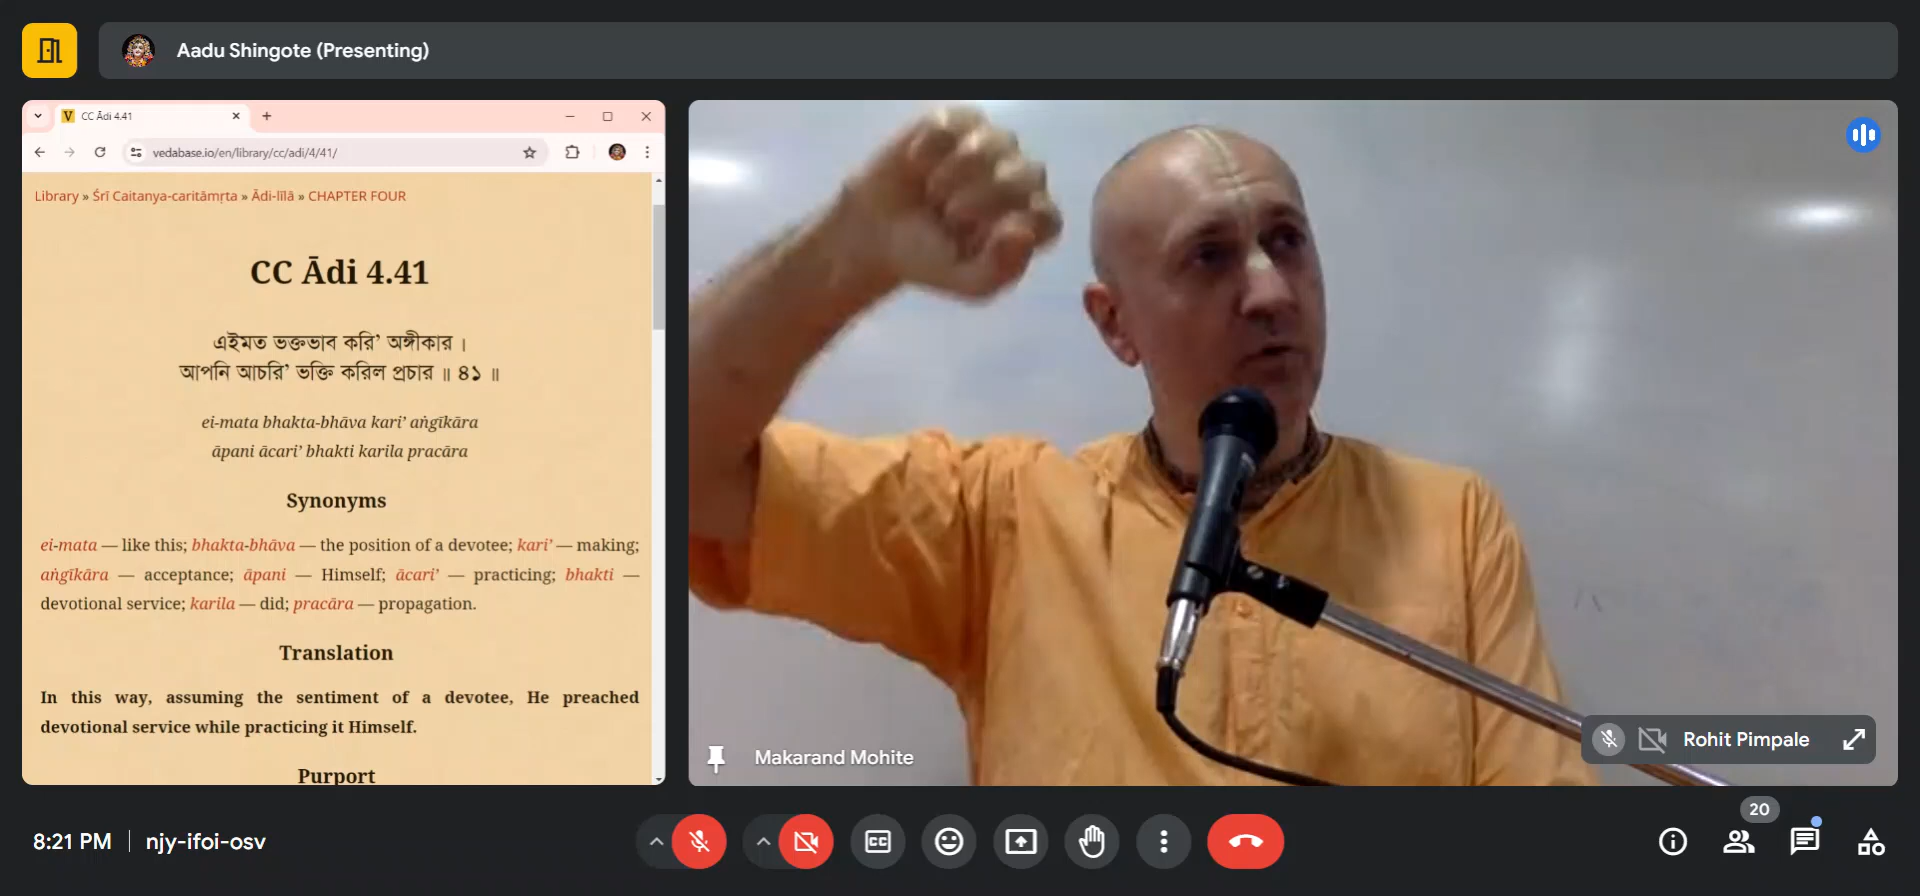 Aadu Shingote (Presenting)
CC Ādi 4.41
vedabase.io/en/library/cc/adi/4/41/
Library » Śrī Caitanya-caritāmṛta » Ādi-līlā » CHAPTER FOUR
CC Ādi 4.41
এইমত ভক্তভাব করি’ অঙ্গীকার ।
আপনি আচরি’ ভক্তি করিল প্রচার ॥ ৪১ ॥
ei-mata bhakta-bhāva kari’ aṅgīkāra
āpani ācari’ bhakti karila pracāra
Synonyms
ei-mata — like this; bhakta-bhāva — the position of a devotee; kari’ — making;
aṅgīkāra — acceptance; āpani — Himself; ācari’ — practicing; bhakti —
devotional service; karila — did; pracāra — propagation.
Translation
In this way, assuming the sentiment of a devotee, He preached
devotional service while practicing it Himself.
Purport
Makarand Mohite
Rohit Pimpale
8:21 PM | njy-ifoi-osv
CC
20